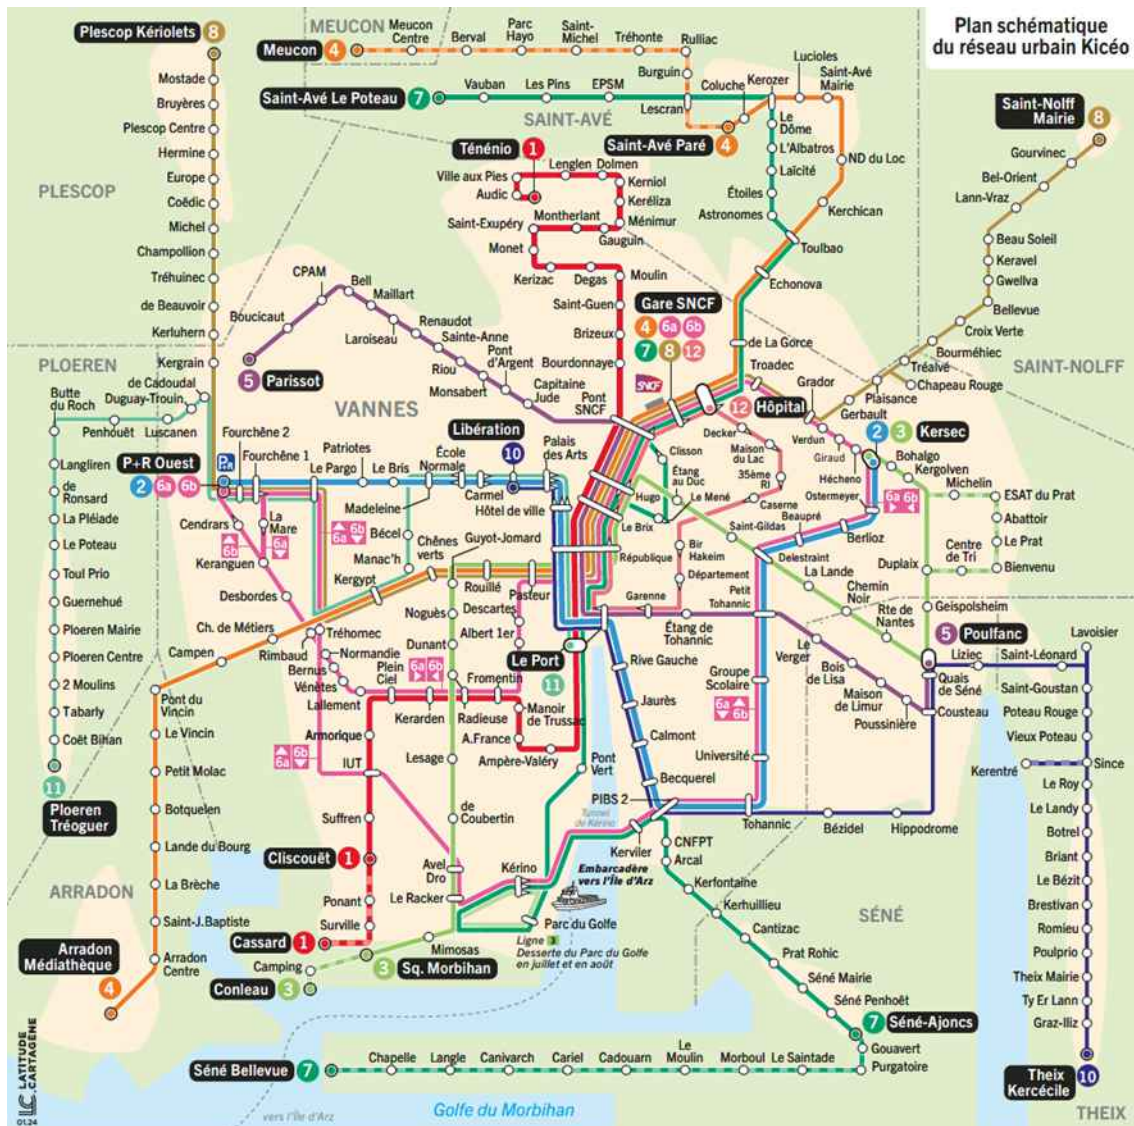 Plan schématique
du réseau urbain Kicéo
Plescop Kériolets
8
Mostade
Bruyères
Plescop Centre
Hermine
Europe
Coëdic
Michel
Champollion
Tréhuinec
de Beauvoir
Kerluhern
Kergrain
PLESCOP
MEUCON
Meucon
4
Meucon
Centre
Berval
Parc
Hayo
Saint-
Michel
Tréhonte
Rulliac
Burguin
Lescran
Coluche
Kerozer
Lucioles
Saint-Avé
Mairie
Saint-Avé Le Poteau
7
Vauban
Les Pins
EPSM
SAINT-AVÉ
Saint-Avé Paré
4
Le
Dôme
L'Albatros
Laïcité
Étoiles
Astronomes
ND du Loc
Kerchican
Toulbao
Echonova
de La Gorce
Troadec
Saint-Nolff
Mairie
8
Gourvinec
Bel-Orient
Lann-Vraz
Beau Soleil
Keravel
Gwellva
Bellevue
Croix Verte
Bourméhiec
Tréalvé
Chapeau Rouge
Plaisance
Gerbault
Grador
SAINT-NOLFF
Ténénio
1
Ville aux Pies
Audic
Lenglen
Dolmen
Kerniol
Keréliza
Ménimur
Gauguin
Montherlant
Saint-Exupéry
Monet
Kerizac
Degas
Moulin
Saint-Guen
Brizeux
Bourdonnaye
Gare SNCF
4
6a
6b
7
8
12
SNCF
Pont
SNCF
CPAM
Bell
Maillart
Boucicaut
Laroiseau
Renaudot
Sainte-Anne
Riou
Pont
d'Argent
Monsabert
Capitaine
Jude
5
Parissot
VANNES
PLOEREN
Butte
du Roch
de Cadoudal
Duguay-Trouin
Penhouët
Luscanen
Langliren
de
Ronsard
La Pléiade
Le Poteau
Toul Prio
Guernehué
Ploeren Mairie
Ploeren Centre
2 Moulins
Tabarly
Coët Bihan
11
Ploeren
Tréoguer
P+R Ouest
2
6a
6b
P+R
Fourchêne 2
Fourchêne 1
Patriotes
Le Pargo
Le Bris
École
Normale
Madeleine
Carmel
Hôtel de ville
Libération
10
Palais
des Arts
Cendrars
La
Mare
6b
6a
Keranguen
6b
6a
Bécel
Manac'h
Chênes
verts
Guyot-Jomard
Desbordes
Kergypt
Rouillé
Pasteur
Noguès
Descartes
Albert 1er
Dunant
Ch. de Métiers
Campen
Rimbaud
Tréhomec
Normandie
Bernus
Vénètes
Lallement
Plein
Ciel
6a
6b
Fromentin
Kerarden
Radieuse
Manoir
de Trussac
A.France
Ampère-Valéry
Armorique
6a
6b
IUT
Lesage
Suffren
de
Coubertin
Cliscouët
1
Avel
Dro
Ponant
Le Racker
Surville
Cassard
1
Mimosas
3
Sq. Morbihan
Camping
Conleau
3
Pont du
Vincin
Le Vincin
Petit Molac
Botquelen
Lande du Bourg
La Brèche
Saint-J.Baptiste
Arradon
Centre
ARRADON
Arradon
Médiathèque
4
12
Hôpital
Decker
Maison
du Lac
35ème
RI
Caserne
Clisson
Étang
au Duc
Hugo
Le Mené
Le Brix
République
Bir
Hakeim
Département
Garenne
Saint-Gildas
Beaupré
Delestraint
Berlioz
Petit
Tohannic
Étang de
Tohannic
Verdun
Giraud
Hécheno
Ostermeyer
2
3
Kersec
6a
6b
Bohalgo
Kergolven
Michelin
ESAT du Prat
Abattoir
Le Prat
Bienvenu
Centre
de Tri
Duplaix
La Lande
Chemin
Noir
Rte de
Nantes
Geispolsheim
5
Poulfanc
Le
Verger
Bois
de Lisa
Maison
de Limur
Poussinière
Cousteau
Quais
de Séné
Liziec
Saint-Léonard
Lavoisier
Saint-Goustan
Poteau Rouge
Vieux Poteau
Kerentré
Since
Le Roy
Le Landy
Botrel
Briant
Le Bézit
Brestivan
Romieu
Poulprio
Theix Mairie
Ty Er Lann
Graz-Iliz
Theix
Kercécile
10
THEIX
Le Port
11
Rive Gauche
Jaurès
Calmont
Becquerel
PIBS 2
Groupe
Scolaire
6a
6b
Université
Tohannic
Bézidel
Hippodrome
Pont
Vert
Tunnel
de Kérino
Kerviler
Kérino
Embarcadère
vers l'Île d'Arz
Parc du Golfe
Ligne 3
Desserte du Parc du Golfe
en juillet et en août
CNFPT
Arcal
Kerfontaine
Kerhuillieu
Cantizac
Prat Rohic
Séné Mairie
Séné Penhoët
SÉNÉ
7
Séné-Ajoncs
Gouavert
Purgatoire
Le Saintade
Morboul
Le
Moulin
Cadouarn
Cariel
Canivarch
Langle
Chapelle
Séné Bellevue
7
vers l'Île d'Arz
Golfe du Morbihan
LC LATITUDE
CARTAGÈNE
01.24